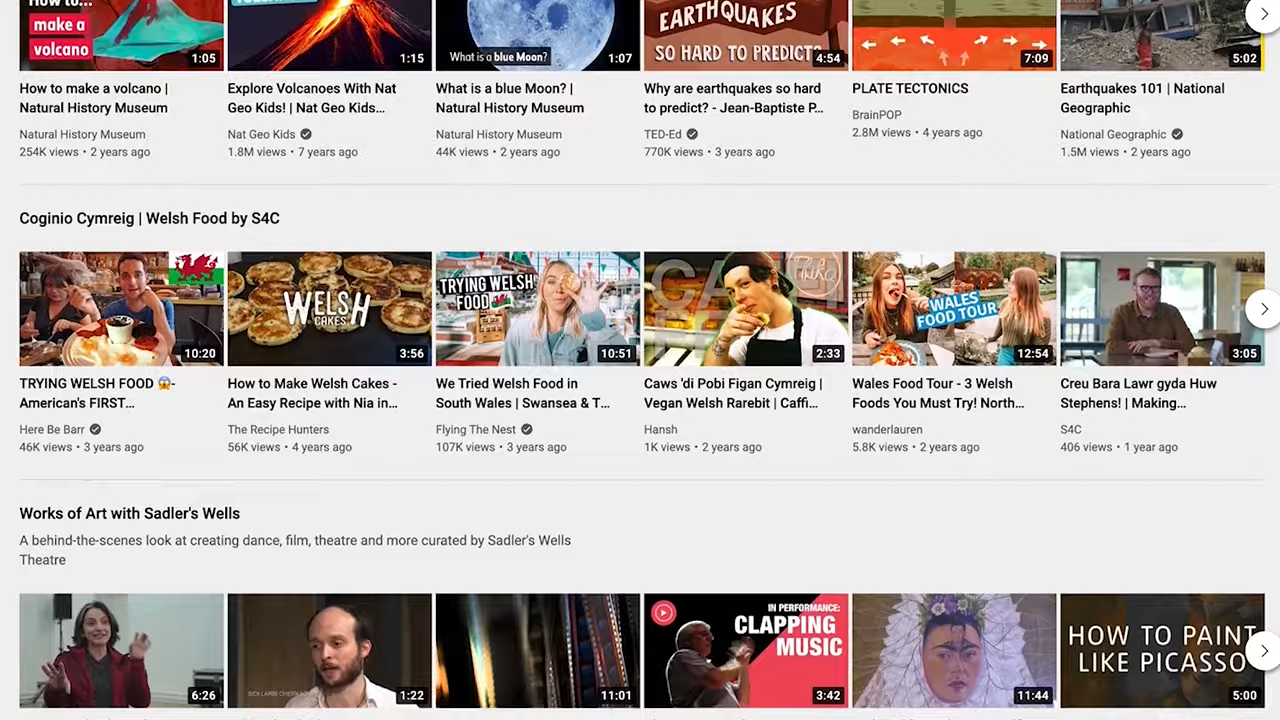 HOW TO...
make a
volcano
1:05
1:15
What is a blue Moon?
1:07
EARTHQUAKES
SO HARD TO PREDICT?
4:54
7:09
5:02
How to make a volcano |
Natural History Museum
Natural History Museum
254K views • 2 years ago
Explore Volcanoes With Nat
Geo Kids! | Nat Geo Kids...
Nat Geo Kids
1.8M views • 7 years ago
What is a blue Moon? |
Natural History Museum
Natural History Museum
44K views • 2 years ago
Why are earthquakes so hard
to predict? - Jean-Baptiste P...
TED-Ed
770K views • 3 years ago
PLATE TECTONICS
BrainPOP
2.8M views • 4 years ago
Earthquakes 101 | National
Geographic
National Geographic
1.5M views • 2 years ago
Coginio Cymreig | Welsh Food by S4C
10:20
WELSH
CAKES
3:56
TRYING WELSH
FOOD
10:51
2:33
WALES
FOOD TOUR
12:54
3:05
TRYING WELSH FOOD 😱-
American's FIRST...
Here Be Barr
46K views • 3 years ago
How to Make Welsh Cakes -
An Easy Recipe with Nia in...
The Recipe Hunters
56K views • 4 years ago
We Tried Welsh Food in
South Wales | Swansea & T...
Flying The Nest
107K views • 3 years ago
Caws 'di Pobi Figan Cymreig |
Vegan Welsh Rarebit | Caffi...
Hansh
1K views • 2 years ago
Wales Food Tour - 3 Welsh
Foods You Must Try! North...
wanderlauren
5.8K views • 2 years ago
Creu Bara Lawr gyda Huw
Stephens! | Making...
S4C
406 views • 1 year ago
Works of Art with Sadler's Wells
A behind-the-scenes look at creating dance, film, theatre and more curated by Sadler's Wells
Theatre
6:26
1:22
11:01
IN PERFORMANCE:
CLAPPING
MUSIC
3:42
11:44
HOW TO PAINT
LIKE PICASSO
5:00